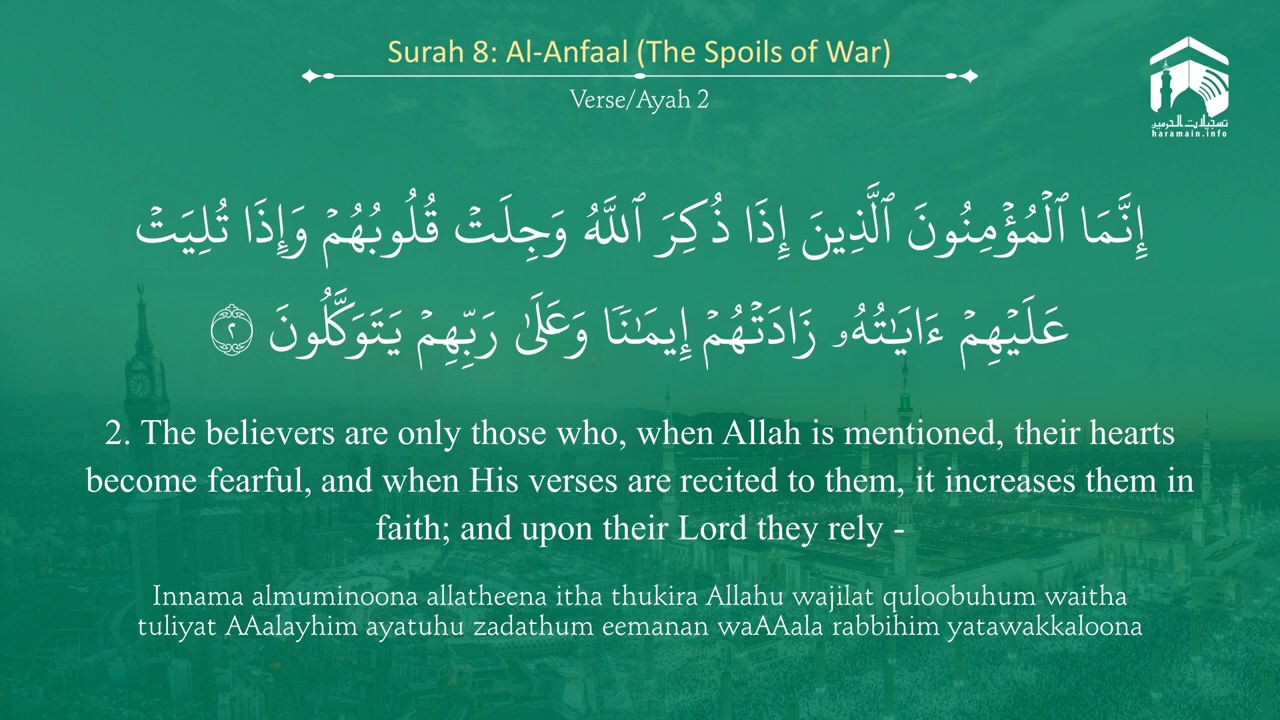 Surah 8: Al-Anfaal (The Spoils of War)
Verse/Ayah 2
تسجيلات الحرمين
haramain.info
إِنَّمَا ٱلْمُؤْمِنُونَ ٱلَّذِينَ إِذَا ذُكِرَ ٱللَّهُ وَجِلَتْ قُلُوبُهُمْ وَإِذَا تُلِيَتْ
عَلَيْهِمْ ءَايَـٰتُهُۥ زَادَتْهُمْ إِيمَـٰنًا وَعَلَىٰ رَبِّهِمْ يَتَوَكَّلُونَ ٢
2. The believers are only those who, when Allah is mentioned, their hearts
become fearful, and when His verses are recited to them, it increases them in
faith; and upon their Lord they rely -
Innama almuminoona allatheena itha thukira Allahu wajilat quloobuhum waitha
tuliyat AAalayhim ayatuhu zadathum eemanan waAAala rabbihim yatawakkaloona